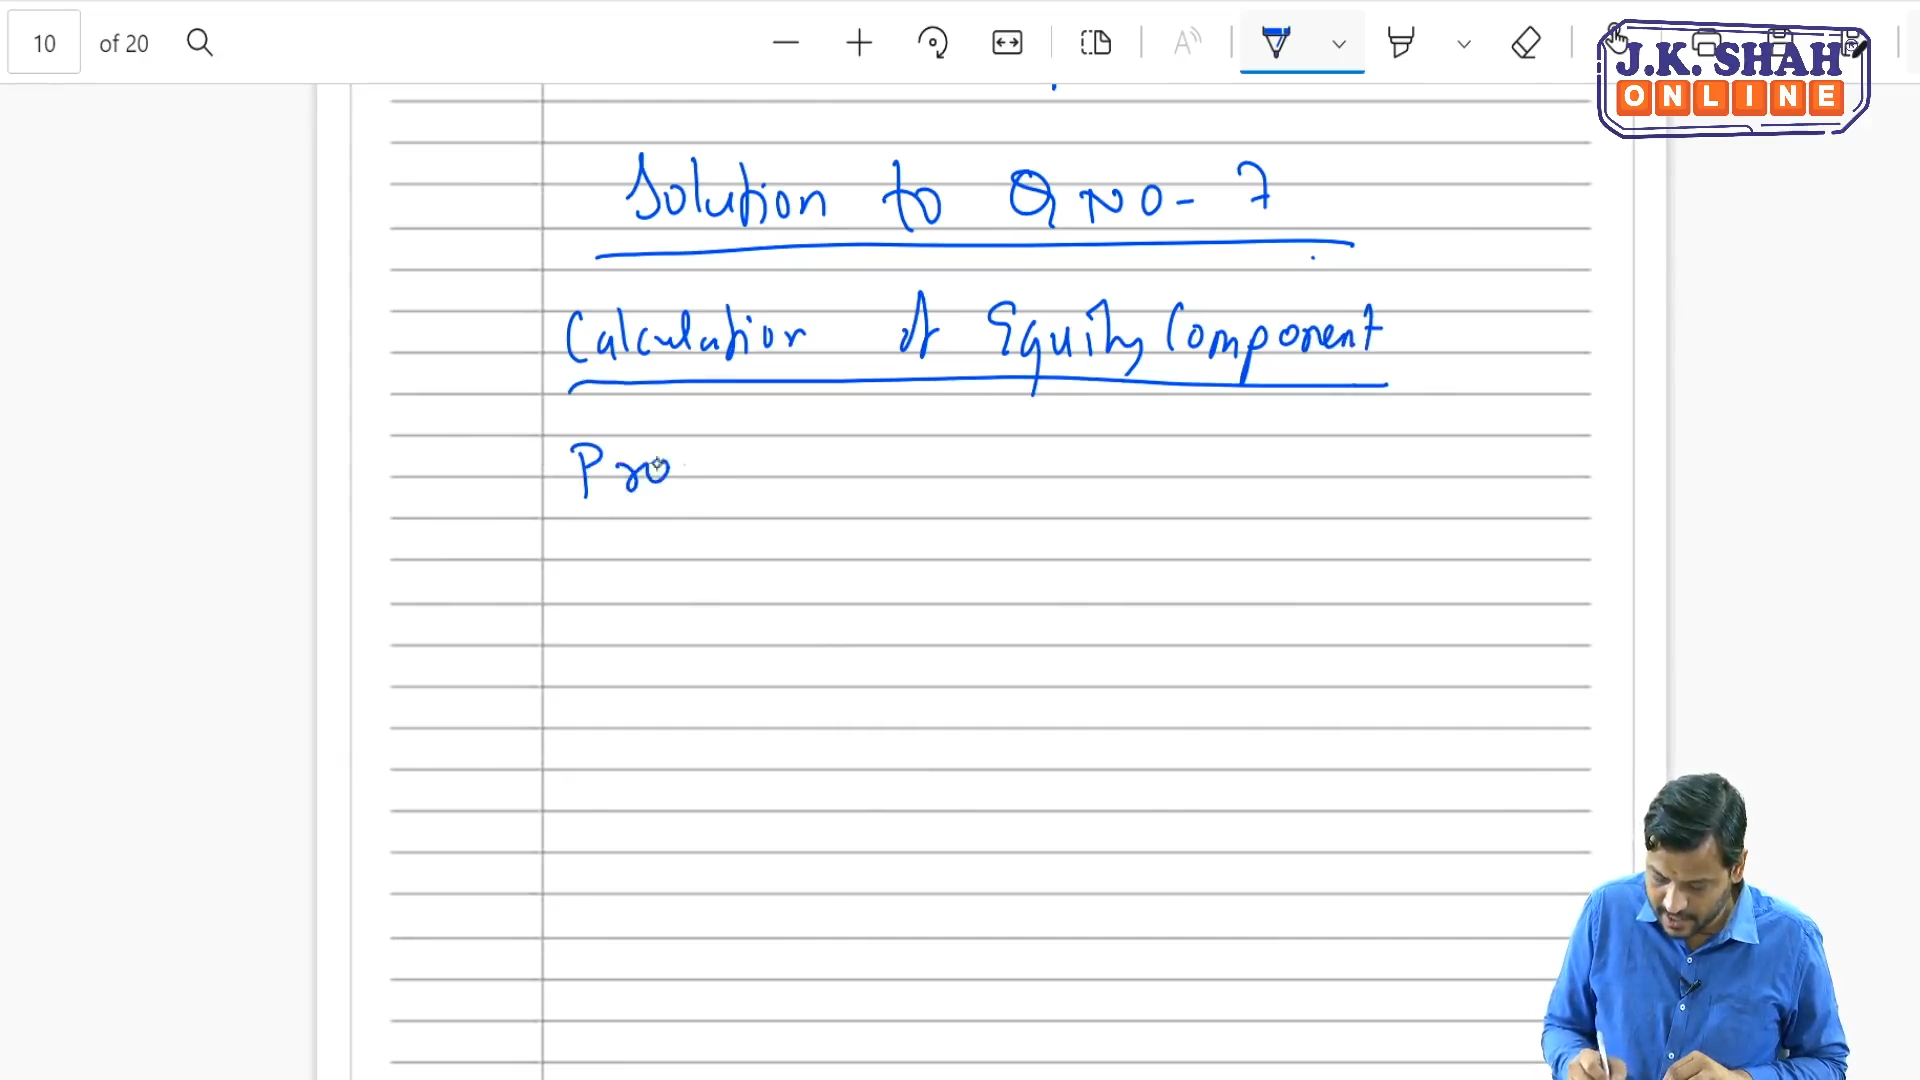 10 of 20
J.K. SHAH
ONLINE
Solution to Q NO- 7
Calculation of Equity Component
Pro